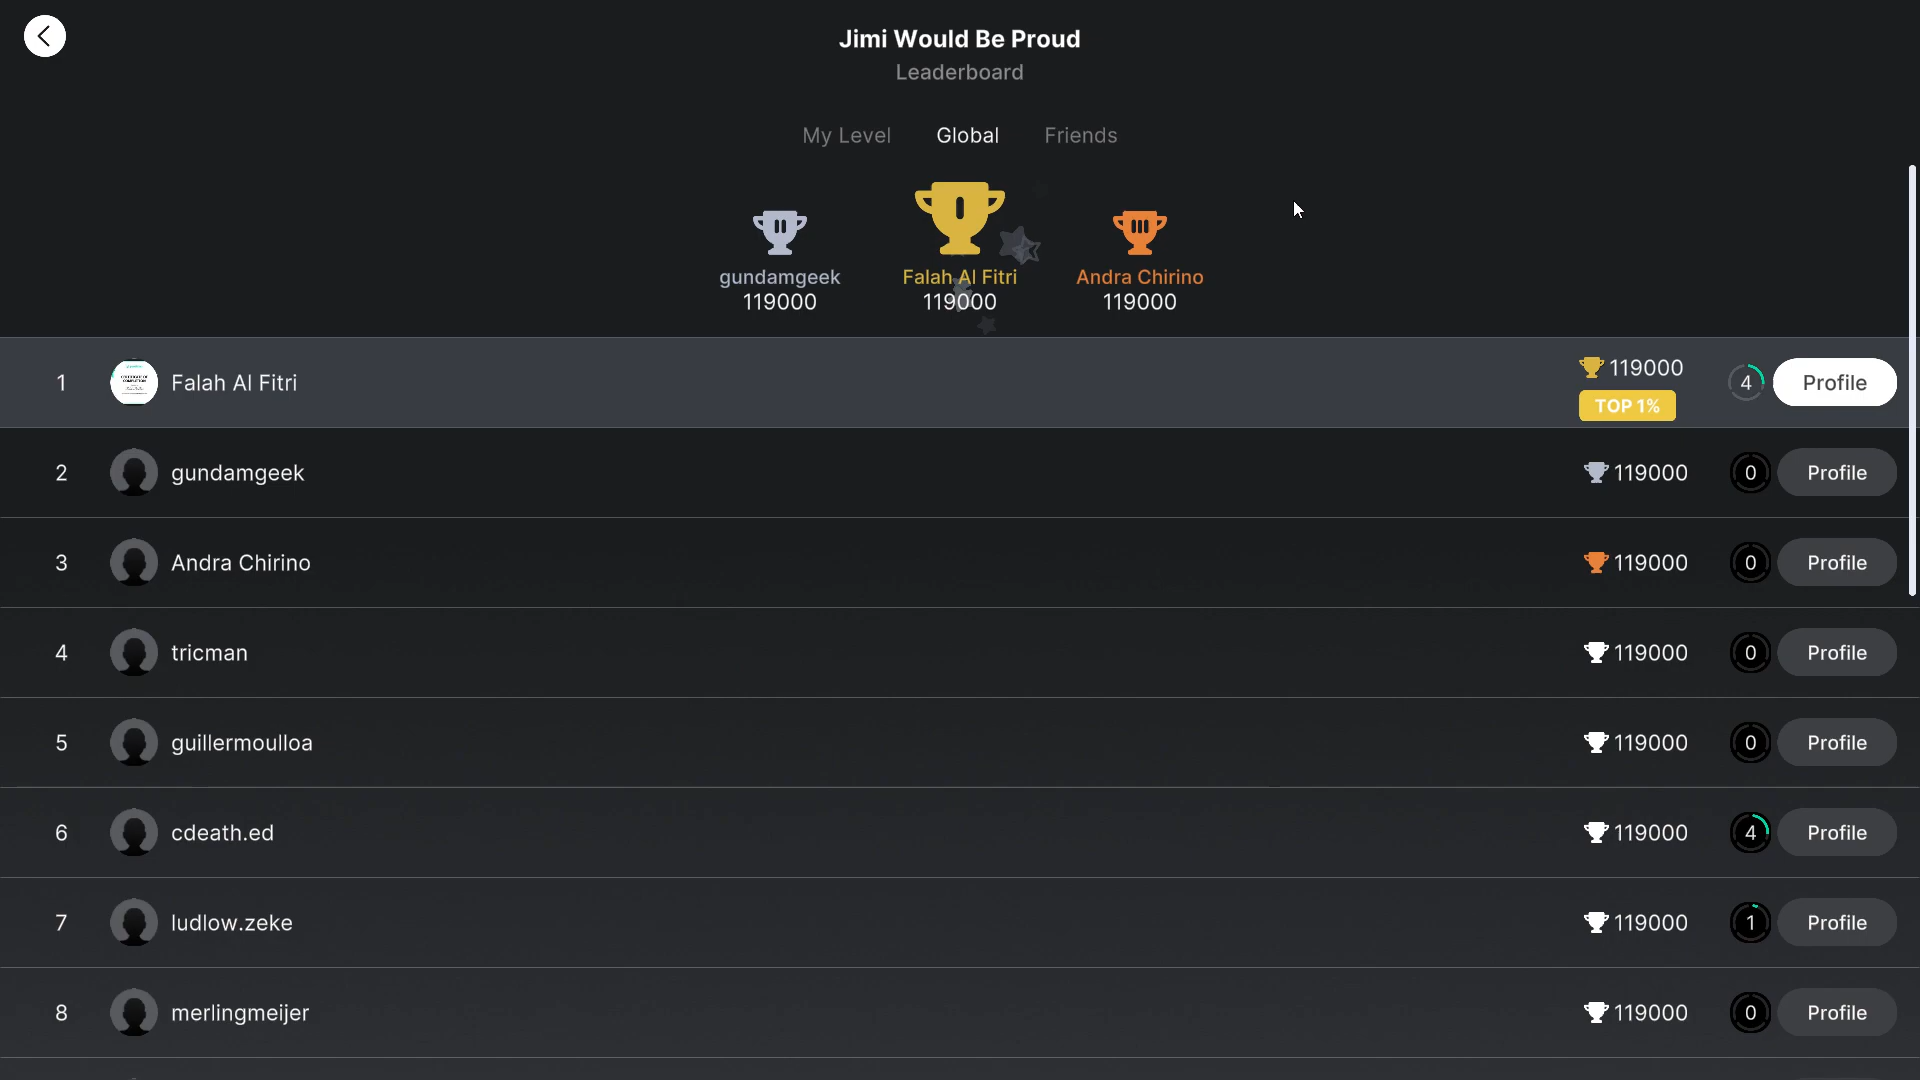 Jimi Would Be Proud
Leaderboard
My Level Global Friends
gundamgeek
119000
Falah Al Fitri
119000
Andra Chirino
119000
1 Falah Al Fitri 119000 TOP 1% 4 Profile
2 gundamgeek 119000 0 Profile
3 Andra Chirino 119000 0 Profile
4 tricman 119000 0 Profile
5 guillermoulloa 119000 0 Profile
6 cdeath.ed 119000 4 Profile
7 ludlow.zeke 119000 1 Profile
8 merlingmeijer 119000 0 Profile